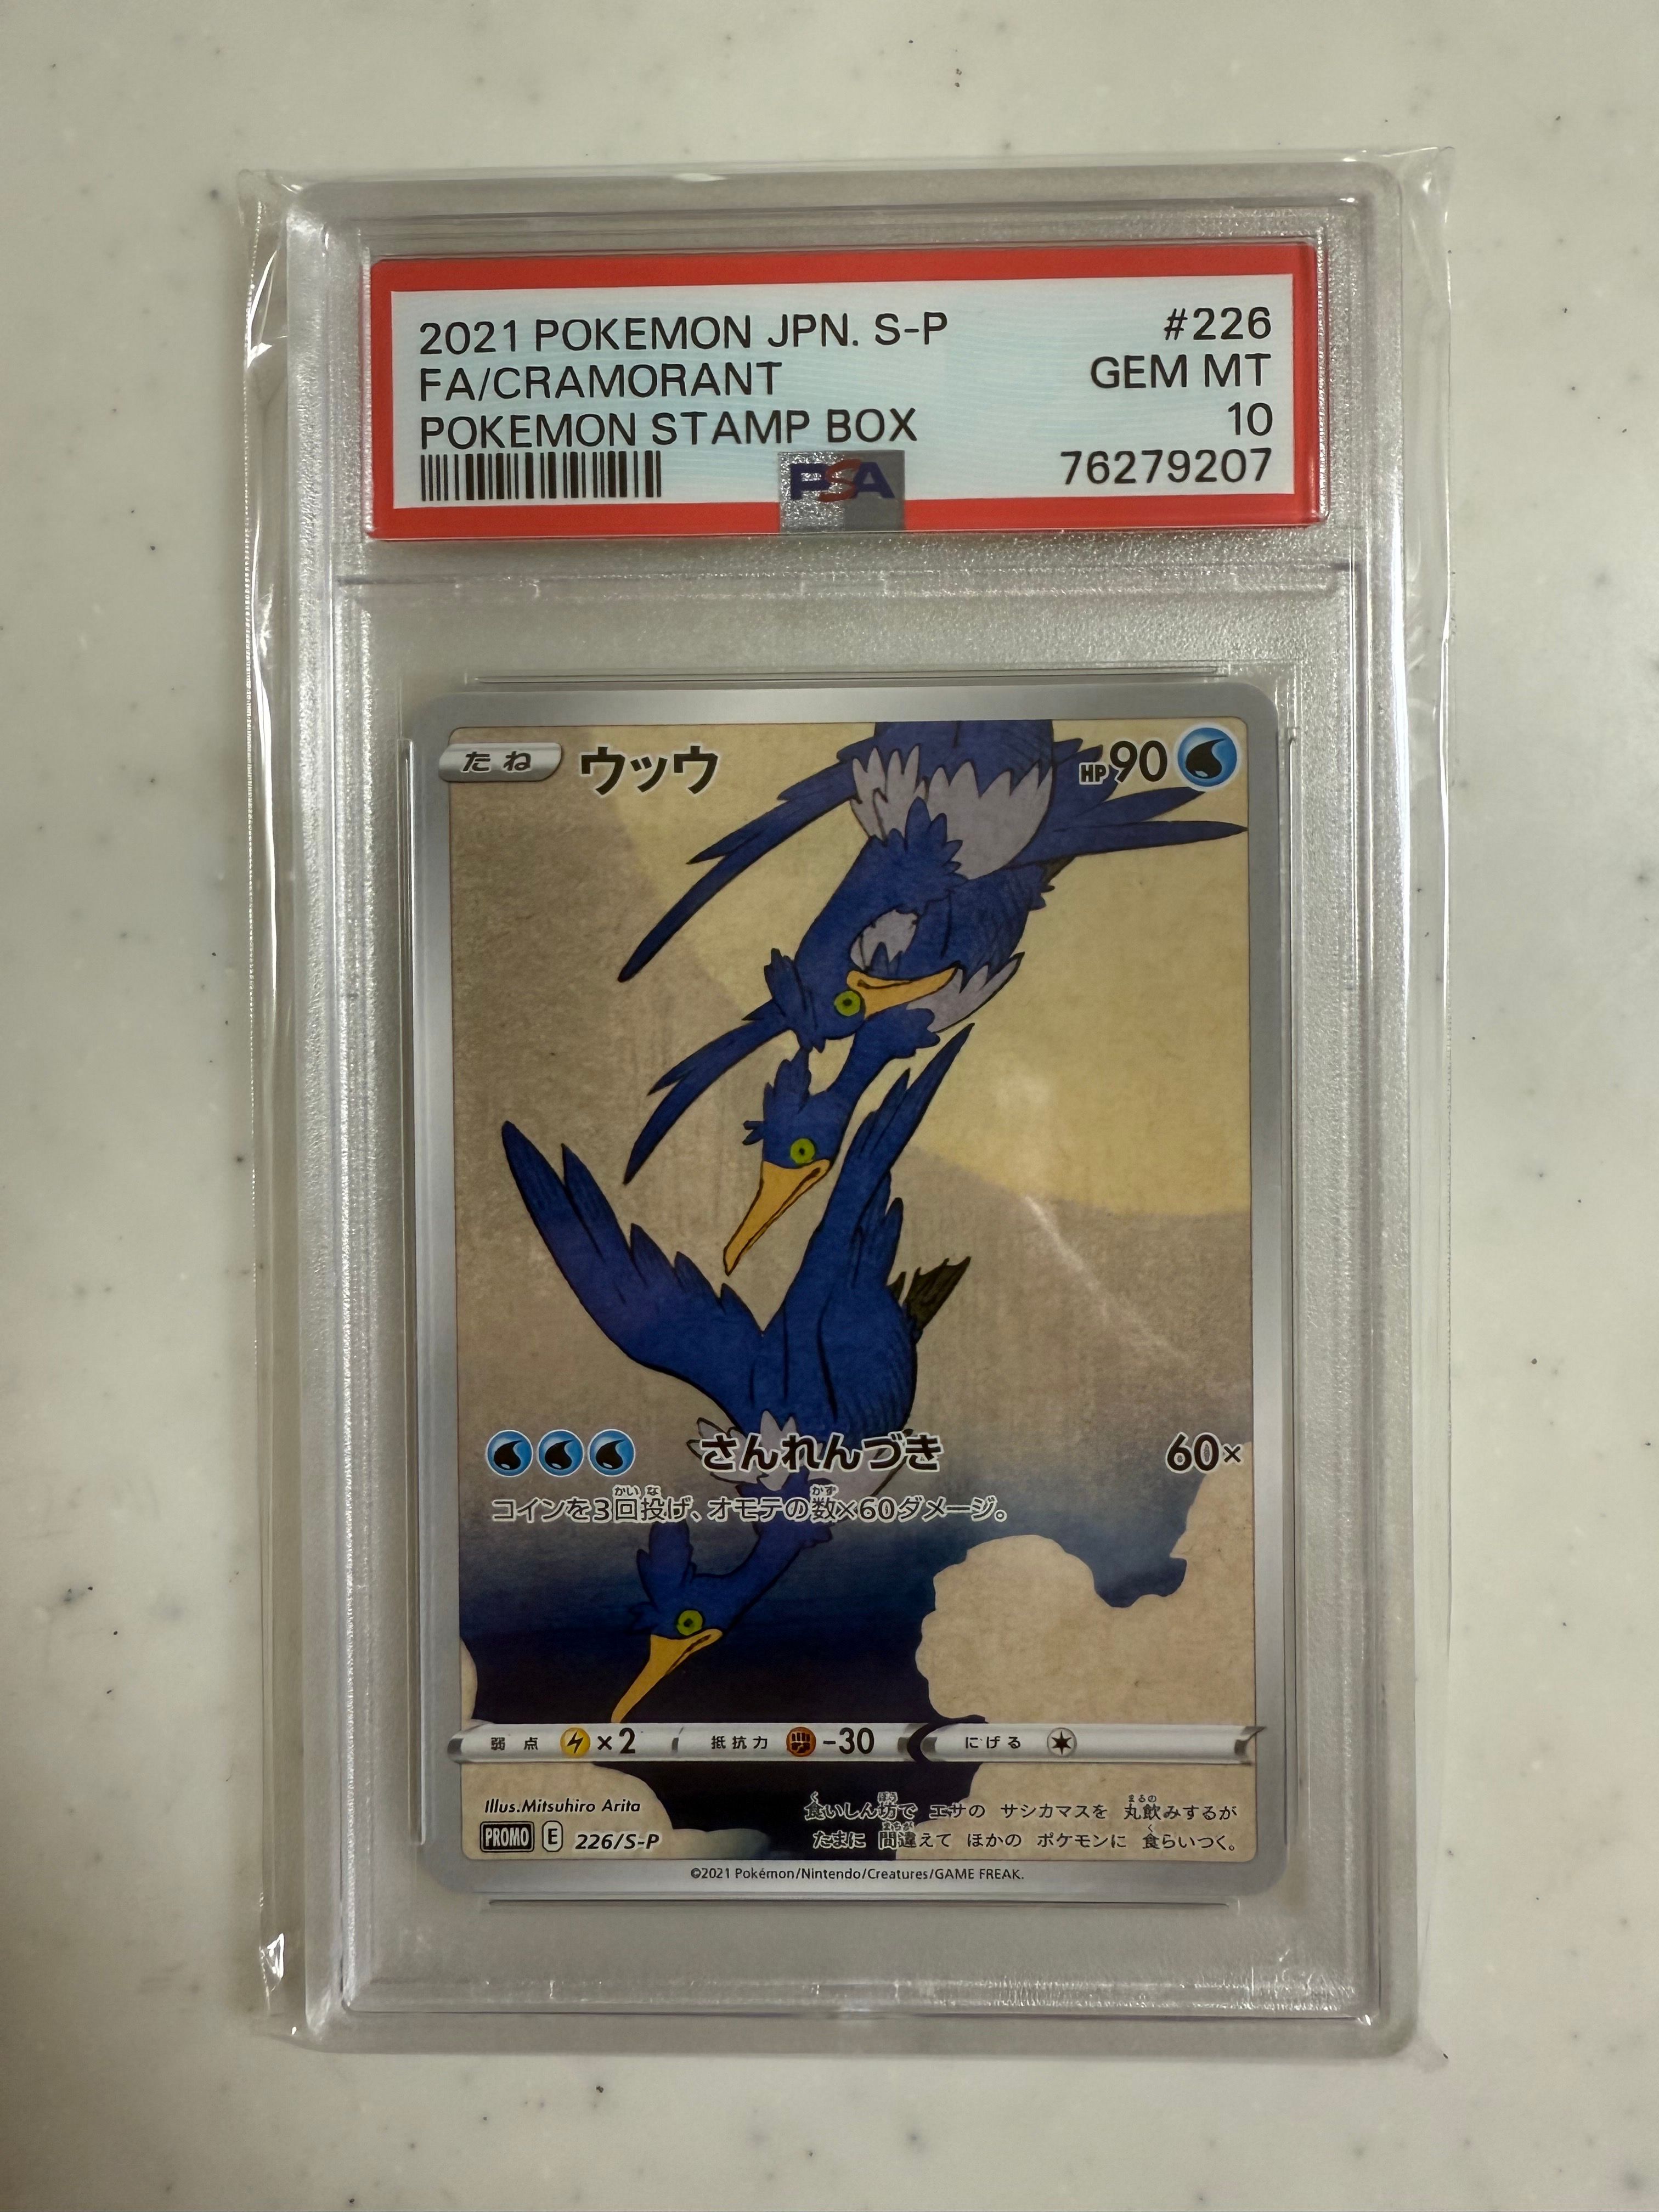 2021 POKEMON JPN. S-P #226
FA/CRAMORANT GEM MT
POKEMON STAMP BOX 10
PSA 76279207
たね ウッウ HP90
さんれんづき 60×
コインを3回投げ、オモテの数×60ダメージ。
弱点 ×2 抵抗力 -30 にげる
Illus.Mitsuhiro Arita
食いしん坊で エサの サシカマスを 丸飲みするが
PROMO E 226/S-P
たまに 間違えて ほかの ポケモンに 食らいつく。
©2021 Pokémon/Nintendo/Creatures/GAME FREAK.